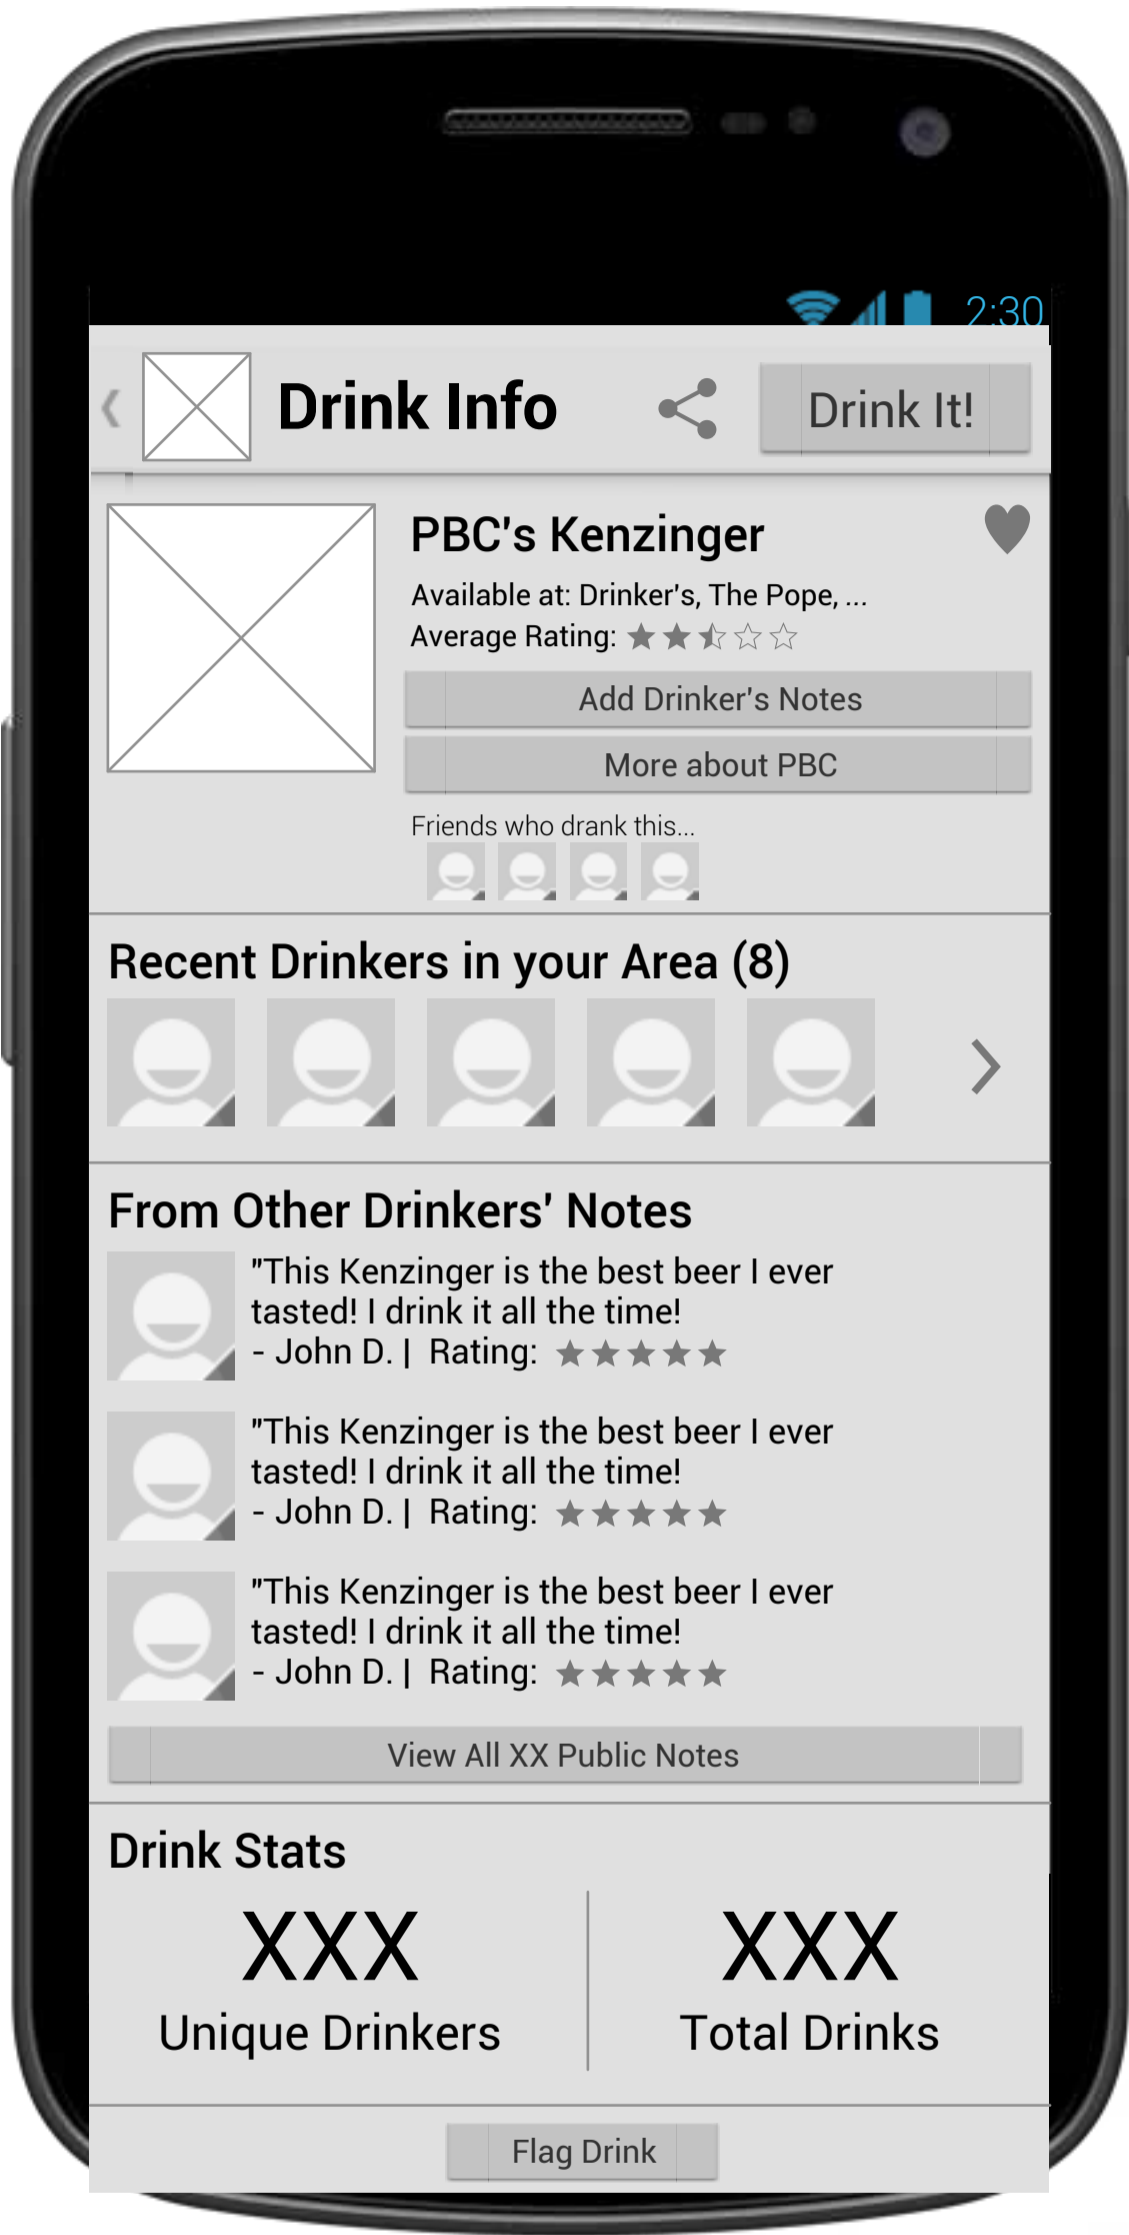 2:30
Drink Info
Drink It!
PBC's Kenzinger
Available at: Drinker's, The Pope, ...
Average Rating:
Add Drinker's Notes
More about PBC
Friends who drank this...
Recent Drinkers in your Area (8)
From Other Drinkers' Notes
"This Kenzinger is the best beer I ever
tasted! I drink it all the time!
- John D. | Rating:
"This Kenzinger is the best beer I ever
tasted! I drink it all the time!
- John D. | Rating:
"This Kenzinger is the best beer I ever
tasted! I drink it all the time!
- John D. | Rating:
View All XX Public Notes
Drink Stats
XXX
Unique Drinkers
XXX
Total Drinks
Flag Drink